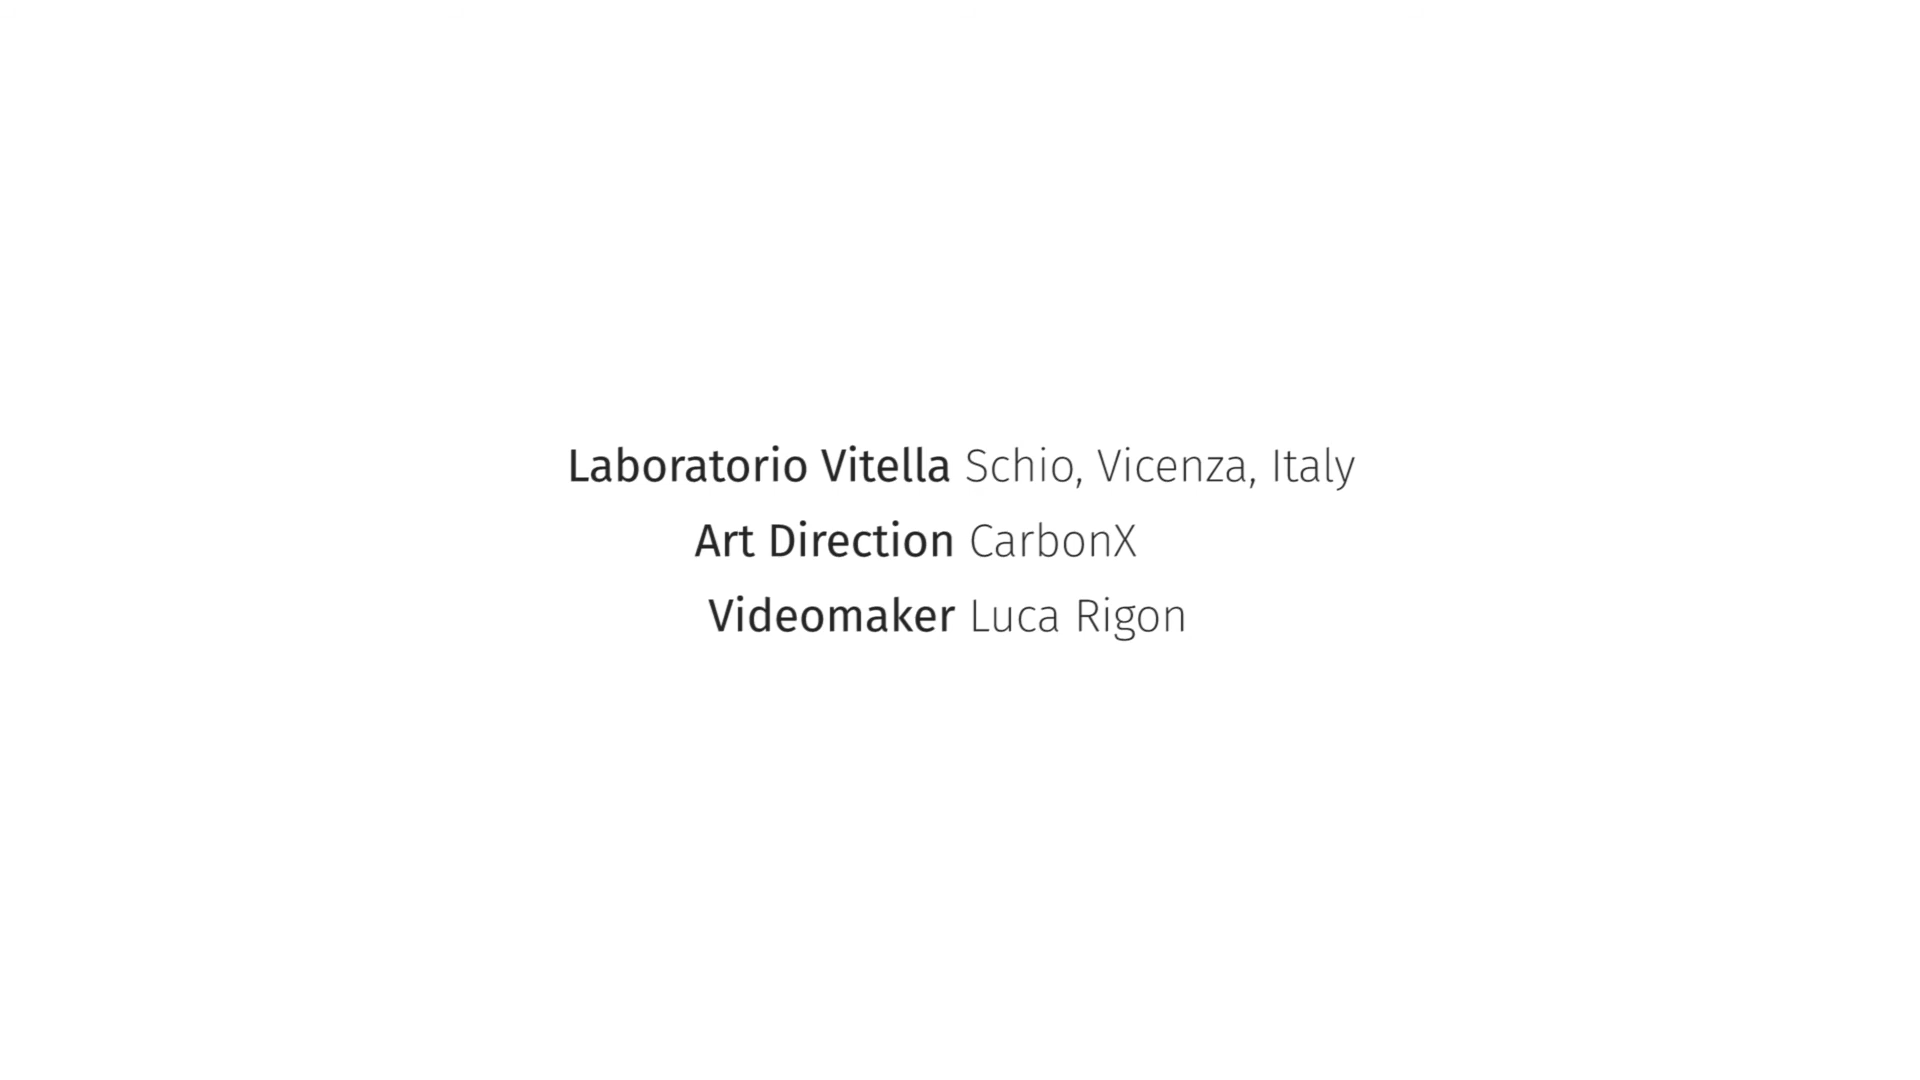 Laboratorio Vitella Schio, Vicenza, Italy
Art Direction CarbonX
Videomaker Luca Rigon